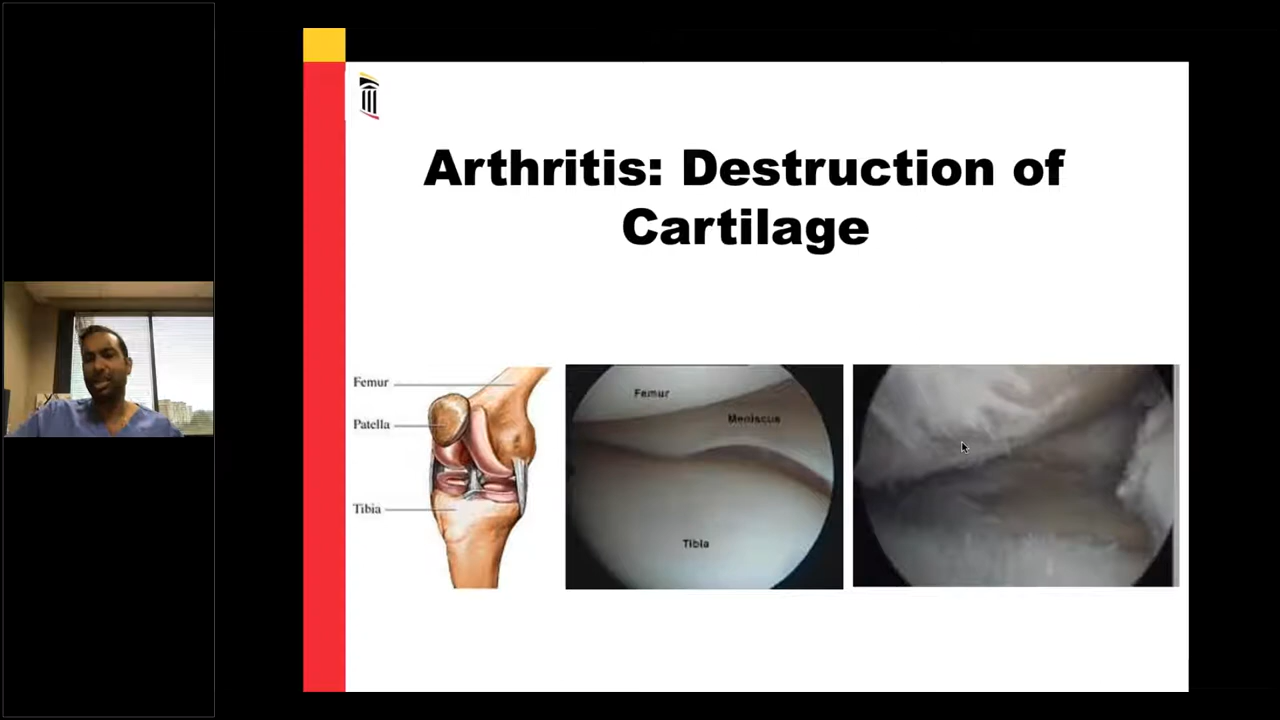 Arthritis: Destruction of
Cartilage
Femur
Patella
Tibia
Femur
Meniscus
Tibia